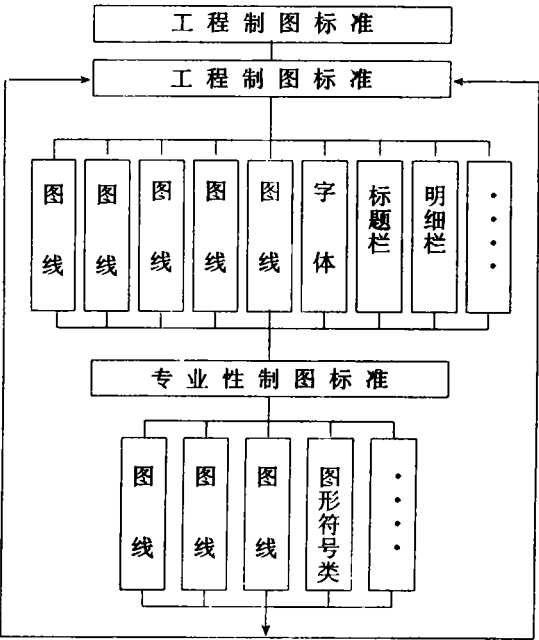 工程制图标准
工程制图标准
图线
图线
图线
图线
图线
字体
标题栏
明细栏
····
专业性制图标准
图线
图线
图线
图形符号类
····